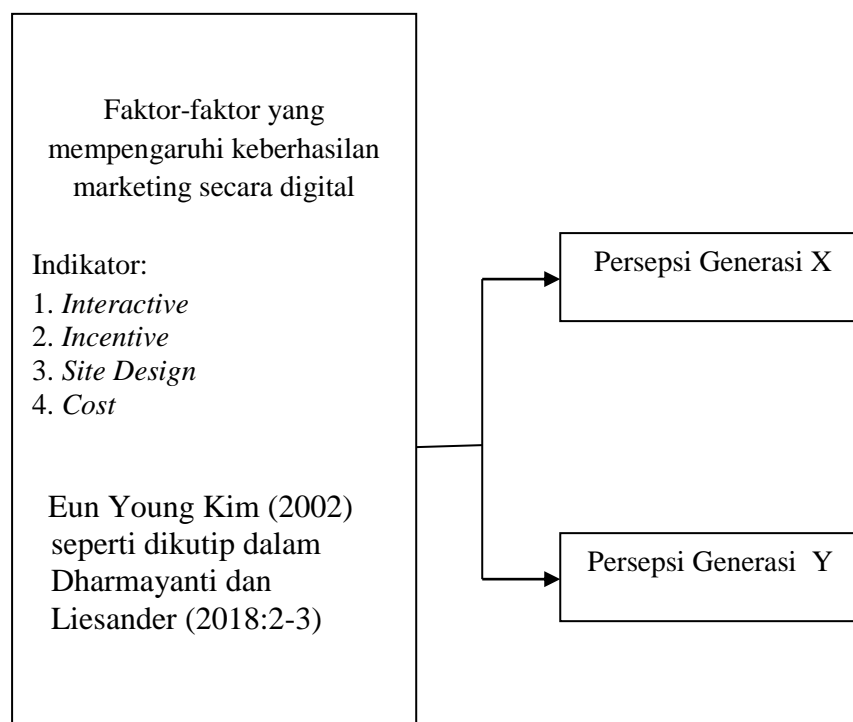 Faktor-faktor yang
mempengaruhi keberhasilan
marketing secara digital
Indikator:
1. Interactive
2. Incentive
3. Site Design
4. Cost
Eun Young Kim (2002)
seperti dikutip dalam
Dharmayanti dan
Liesander (2018:2-3)
Persepsi Generasi X
Persepsi Generasi Y